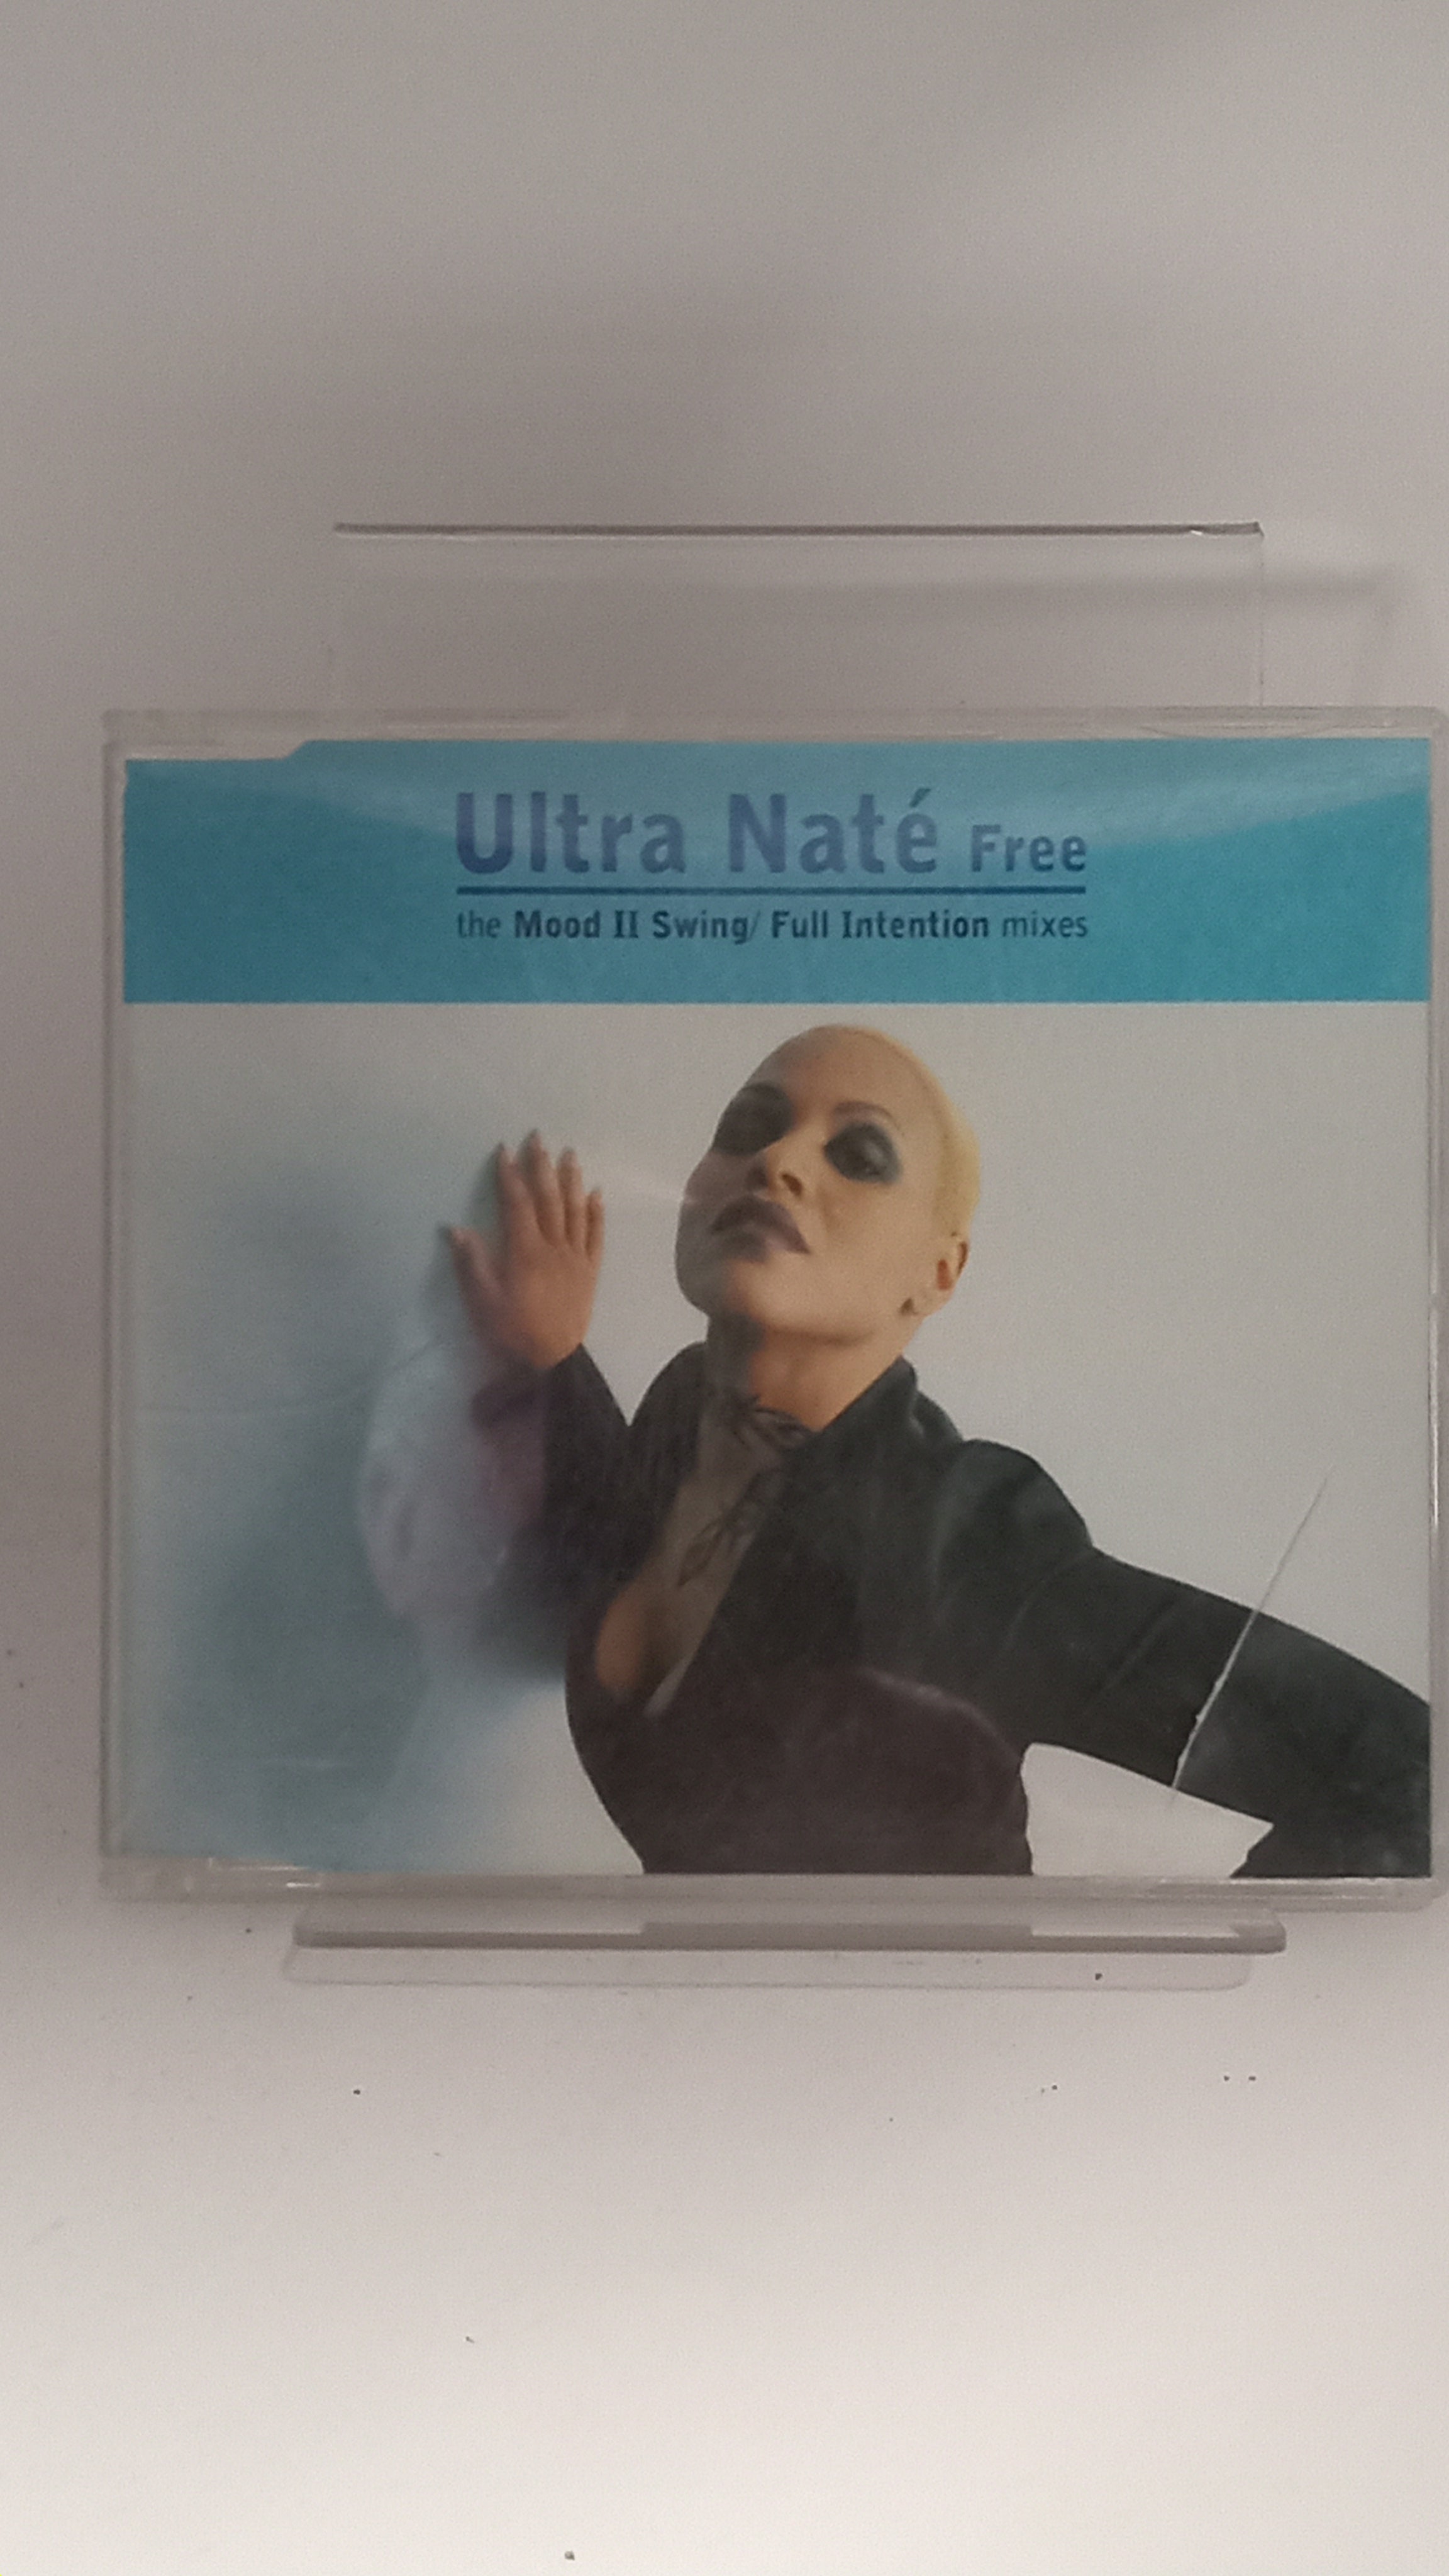 Ultra Naté Free
the Mood II Swing/ Full Intention mixes